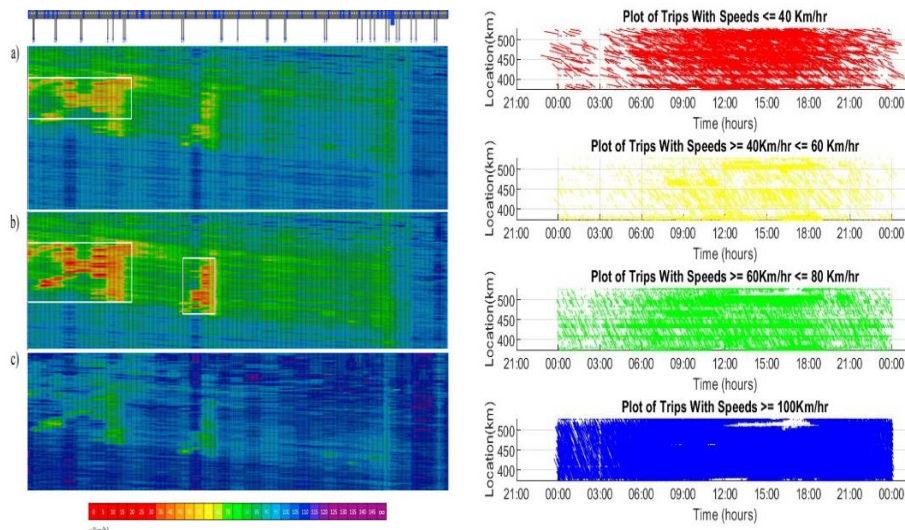 a)
b)
c)
0 5 10 15 20 25 30
Plot of Trips With Speeds <= 40 Km/hr
Location(km)
500
450
400
21:00 00:00 03:00 06:00 09:00 12:00 15:00 18:00 21:00 00:00
Time (hours)
Plot of Trips With Speeds >= 40Km/hr <= 60 Km/hr
Location(km)
500
450
400
21:00 00:00 03:00 06:00 09:00 12:00 15:00 18:00 21:00 00:00
Time (hours)
Plot of Trips With Speeds >= 60Km/hr <= 80 Km/hr
Location(km)
500
450
400
21:00 00:00 03:00 06:00 09:00 12:00 15:00 18:00 21:00 00:00
Time (hours)
Plot of Trips With Speeds >= 100Km/hr
Location(km)
500
450
400
21:00 00:00 03:00 06:00 09:00 12:00 15:00 18:00 21:00 00:00
Time (hours)